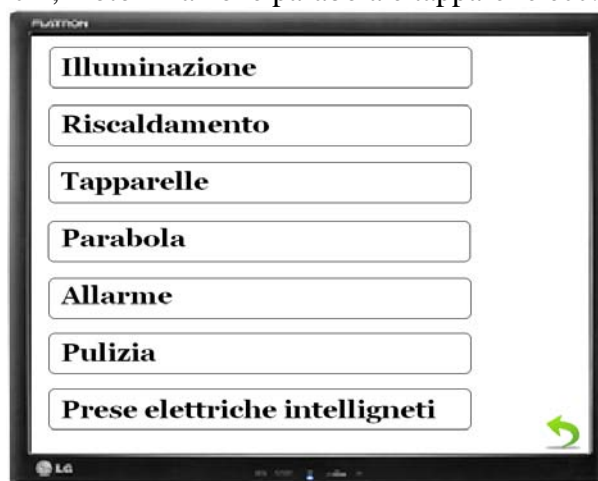 FLATRON
Illuminazione
Riscaldamento
Tapparelle
Parabola
Allarme
Pulizia
Prese elettriche intelligneti
LG